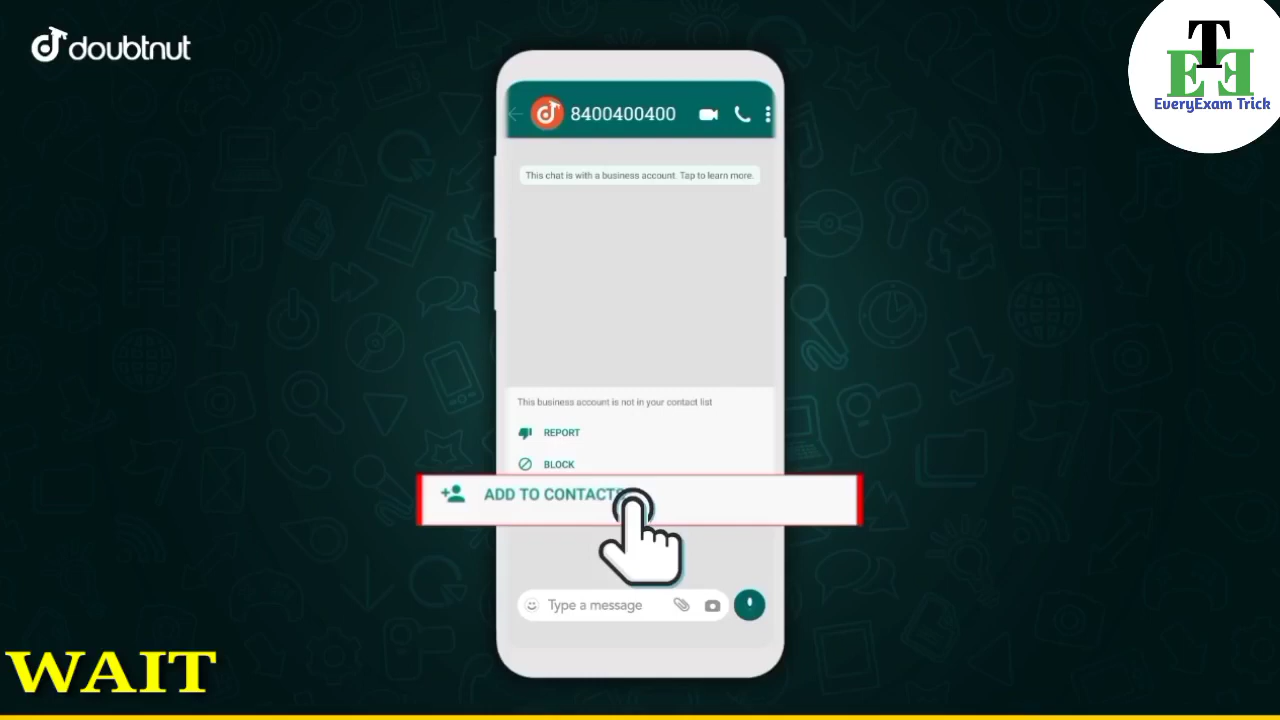 doubtnut
TEE
EveryExam Trick
8400400400
This chat is with a business account. Tap to learn more.
This business account is not in your contact list
REPORT
BLOCK
ADD TO CONTACTS
Type a message
WAIT